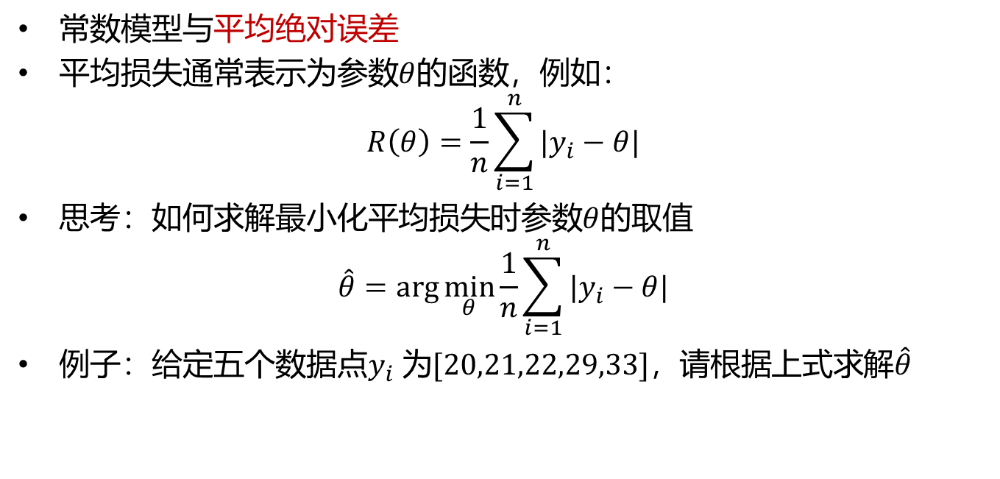 • 常数模型与平均绝对误差
• 平均损失通常表示为参数𝜃的函数，例如：
$R(\theta) = \frac{1}{n}\sum_{i=1}^{n}|y_i - \theta|$
• 思考：如何求解最小化平均损失时参数𝜃的取值
$\hat{\theta} = \arg\min_{\theta}\frac{1}{n}\sum_{i=1}^{n}|y_i - \theta|$
• 例子：给定五个数据点$y_i$ 为[20,21,22,29,33]，请根据上式求解$\hat{\theta}$